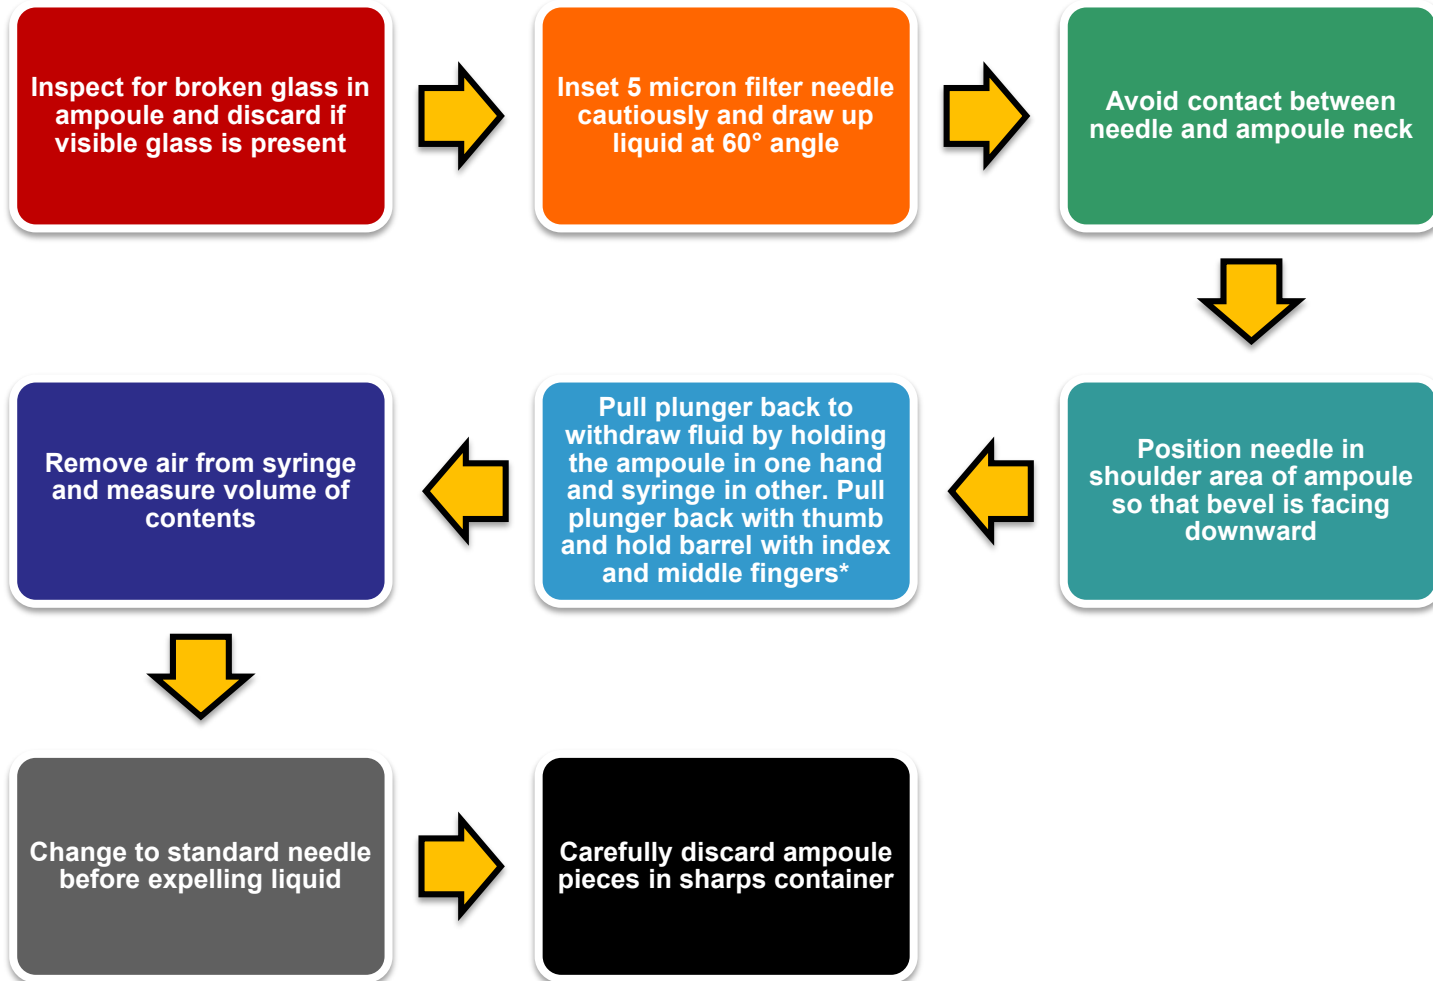 Inspect for broken glass in
ampoule and discard if
visible glass is present
Inset 5 micron filter needle
cautiously and draw up
liquid at 60° angle
Avoid contact between
needle and ampoule neck
Position needle in
shoulder area of ampoule
so that bevel is facing
downward
Pull plunger back to
withdraw fluid by holding
the ampoule in one hand
and syringe in other. Pull
plunger back with thumb
and hold barrel with index
and middle fingers*
Remove air from syringe
and measure volume of
contents
Change to standard needle
before expelling liquid
Carefully discard ampoule
pieces in sharps container